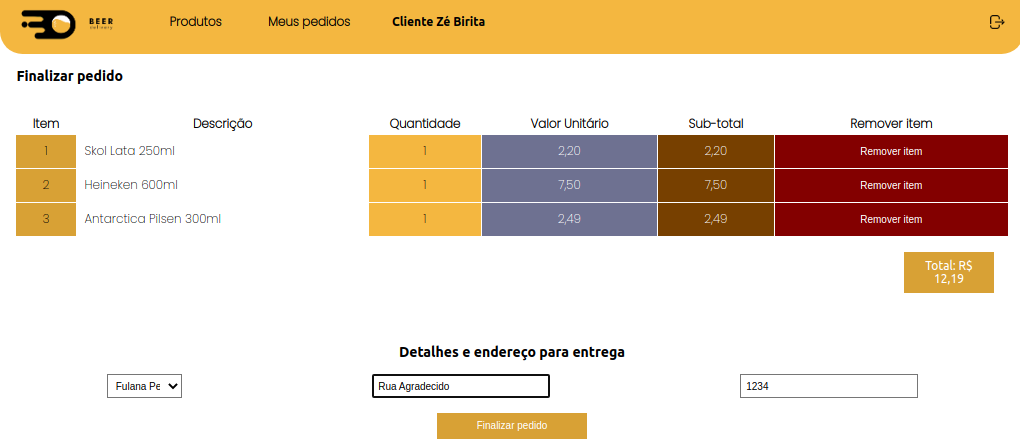 BEER
delivery
Produtos
Meus pedidos
Cliente Zé Birita
Finalizar pedido
Item Descrição Quantidade Valor Unitário Sub-total Remover item
1 Skol Lata 250ml 1 2,20 2,20 Remover item
2 Heineken 600ml 1 7,50 7,50 Remover item
3 Antarctica Pilsen 300ml 1 2,49 2,49 Remover item
Total: R$
12,19
Detalhes e endereço para entrega
Fulana Pe Rua Agradecido 1234
Finalizar pedido